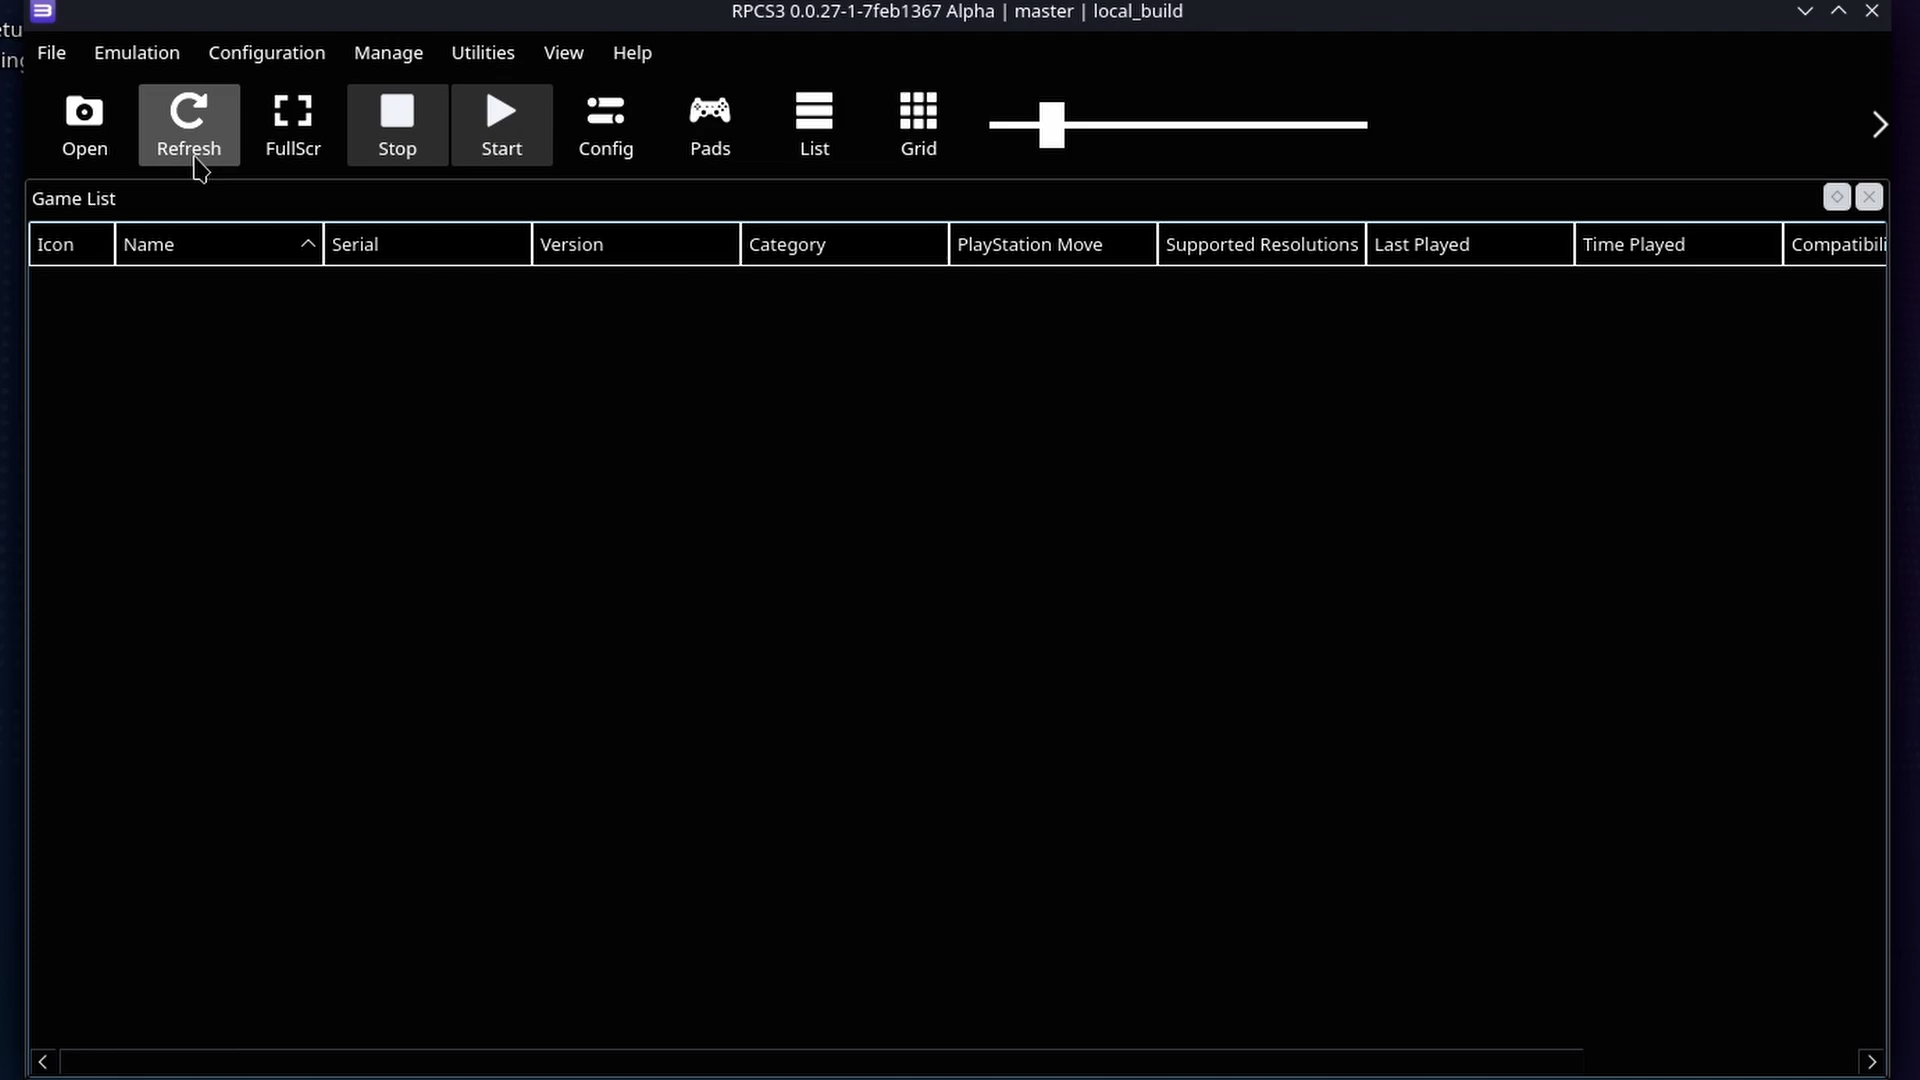 RPCS3 0.0.27-1-7feb1367 Alpha | master | local_build
etu
ing
File Emulation Configuration Manage Utilities View Help
Open Refresh FullScr Stop Start Config Pads List Grid
Game List
Icon Name Serial Version Category PlayStation Move Supported Resolutions Last Played Time Played Compatibili